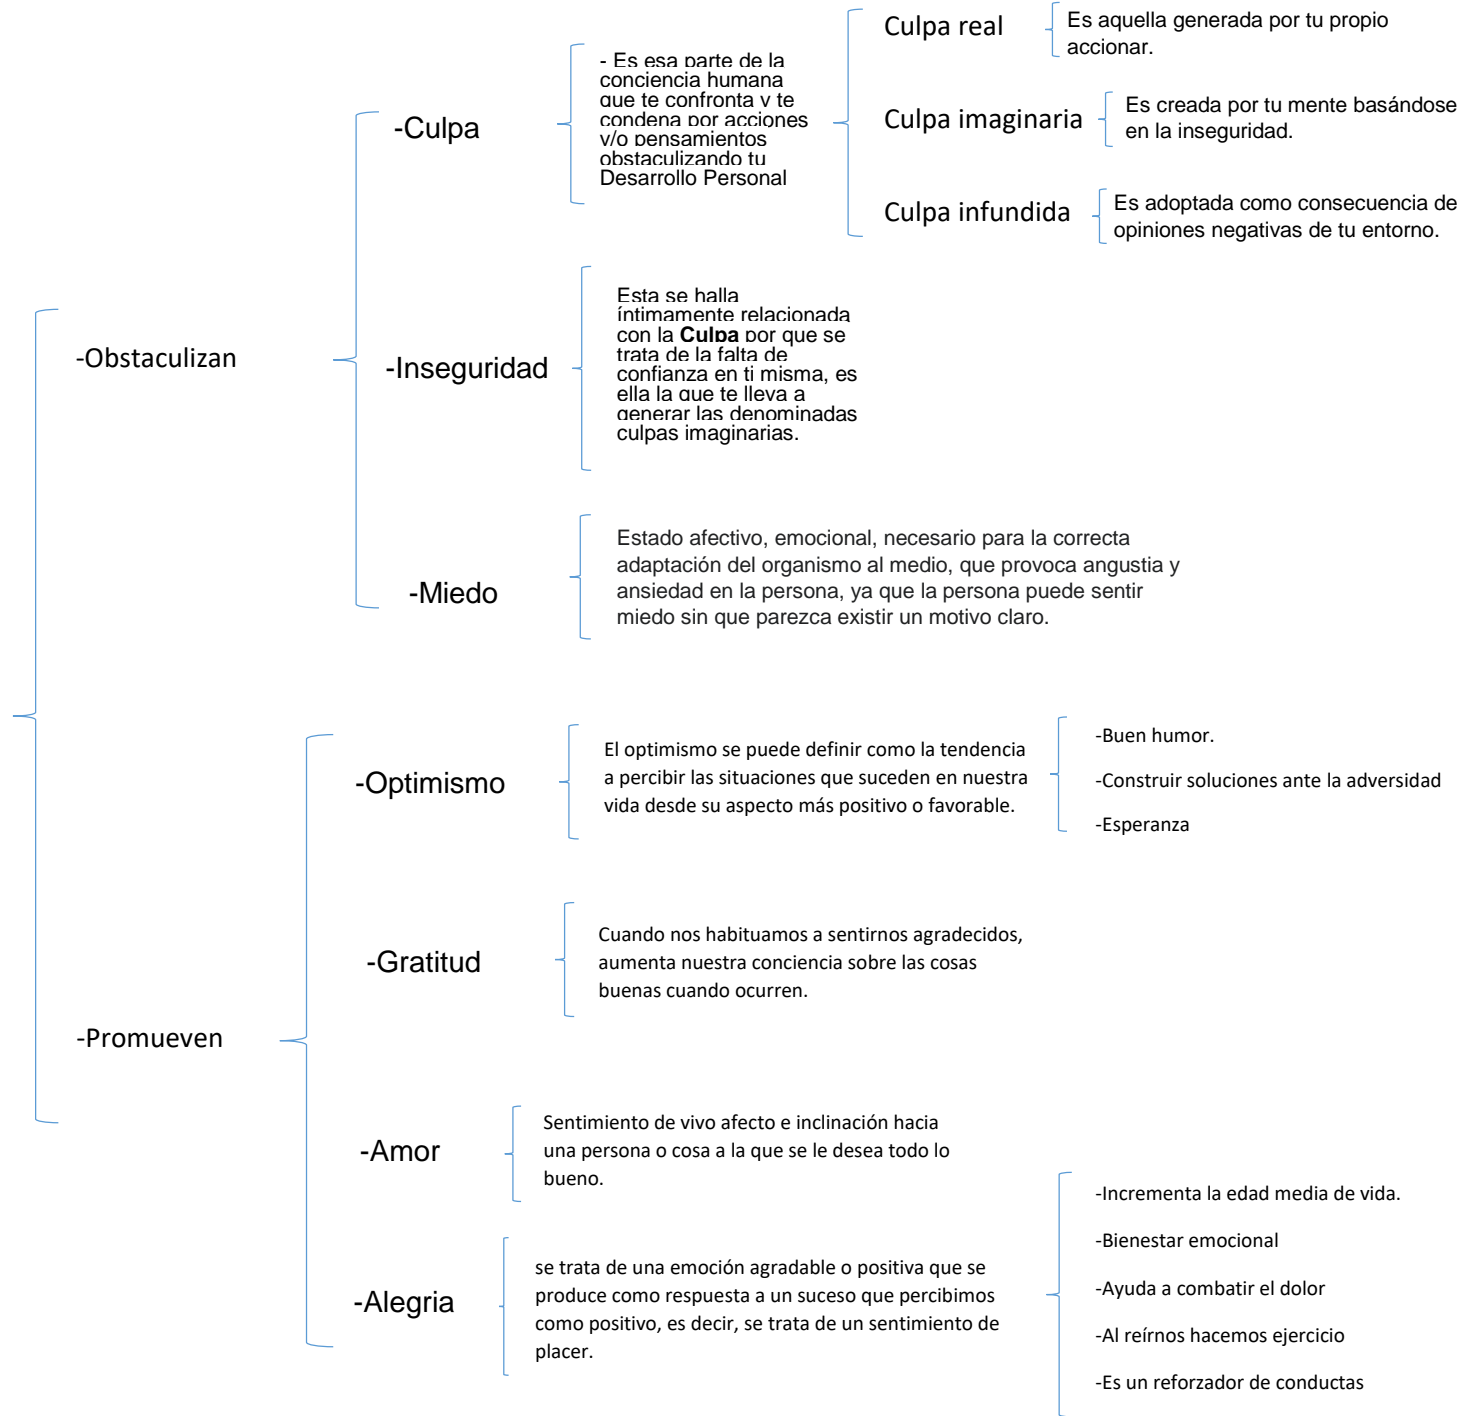 -Obstaculizan
-Culpa
- Es esa parte de la
conciencia humana
que te confronta y te
condena por acciones
y/o pensamientos
obstaculizando tu
Desarrollo Personal
Culpa real
Es aquella generada por tu propio
accionar.
Culpa imaginaria
Es creada por tu mente basándose
en la inseguridad.
Culpa infundida
Es adoptada como consecuencia de
opiniones negativas de tu entorno.
-Inseguridad
Esta se halla
íntimamente relacionada
con la Culpa por que se
trata de la falta de
confianza en ti misma, es
ella la que te lleva a
generar las denominadas
culpas imaginarias.
-Miedo
Estado afectivo, emocional, necesario para la correcta
adaptación del organismo al medio, que provoca angustia y
ansiedad en la persona, ya que la persona puede sentir
miedo sin que parezca existir un motivo claro.
-Promueven
-Optimismo
El optimismo se puede definir como la tendencia
a percibir las situaciones que suceden en nuestra
vida desde su aspecto más positivo o favorable.
-Buen humor.
-Construir soluciones ante la adversidad
-Esperanza
-Gratitud
Cuando nos habituamos a sentirnos agradecidos,
aumenta nuestra conciencia sobre las cosas
buenas cuando ocurren.
-Amor
Sentimiento de vivo afecto e inclinación hacia
una persona o cosa a la que se le desea todo lo
bueno.
-Alegria
se trata de una emoción agradable o positiva que se
produce como respuesta a un suceso que percibimos
como positivo, es decir, se trata de un sentimiento de
placer.
-Incrementa la edad media de vida.
-Bienestar emocional
-Ayuda a combatir el dolor
-Al reírnos hacemos ejercicio
-Es un reforzador de conductas